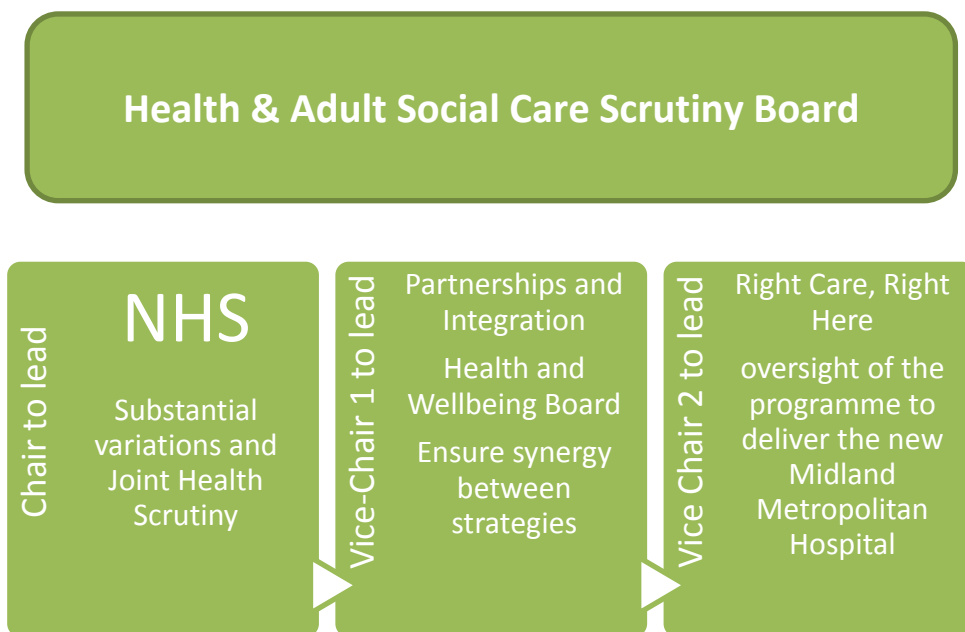 Health & Adult Social Care Scrutiny Board
Chair to lead
NHS
Substantial
variations and
Joint Health
Scrutiny
Vice-Chair 1 to lead
Partnerships and
Integration
Health and
Wellbeing Board
Ensure synergy
between
strategies
Vice Chair 2 to lead
Right Care, Right
Here
oversight of the
programme to
deliver the new
Midland
Metropolitan
Hospital